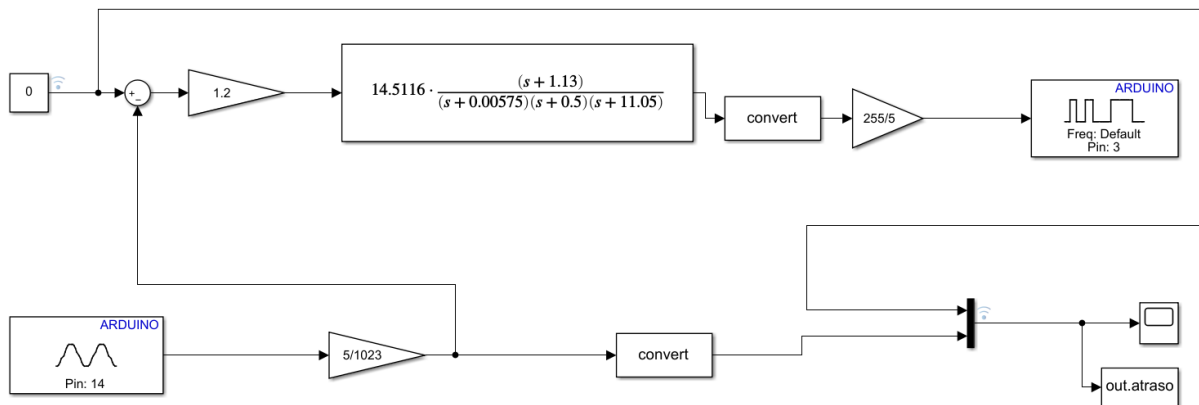 0
+
−
1.2
14.5116 · (s + 1.13) / (s + 0.00575)(s + 0.5)(s + 11.05)
convert
255/5
ARDUINO
Freq: Default
Pin: 3
ARDUINO
Pin: 14
5/1023
convert
out.atraso